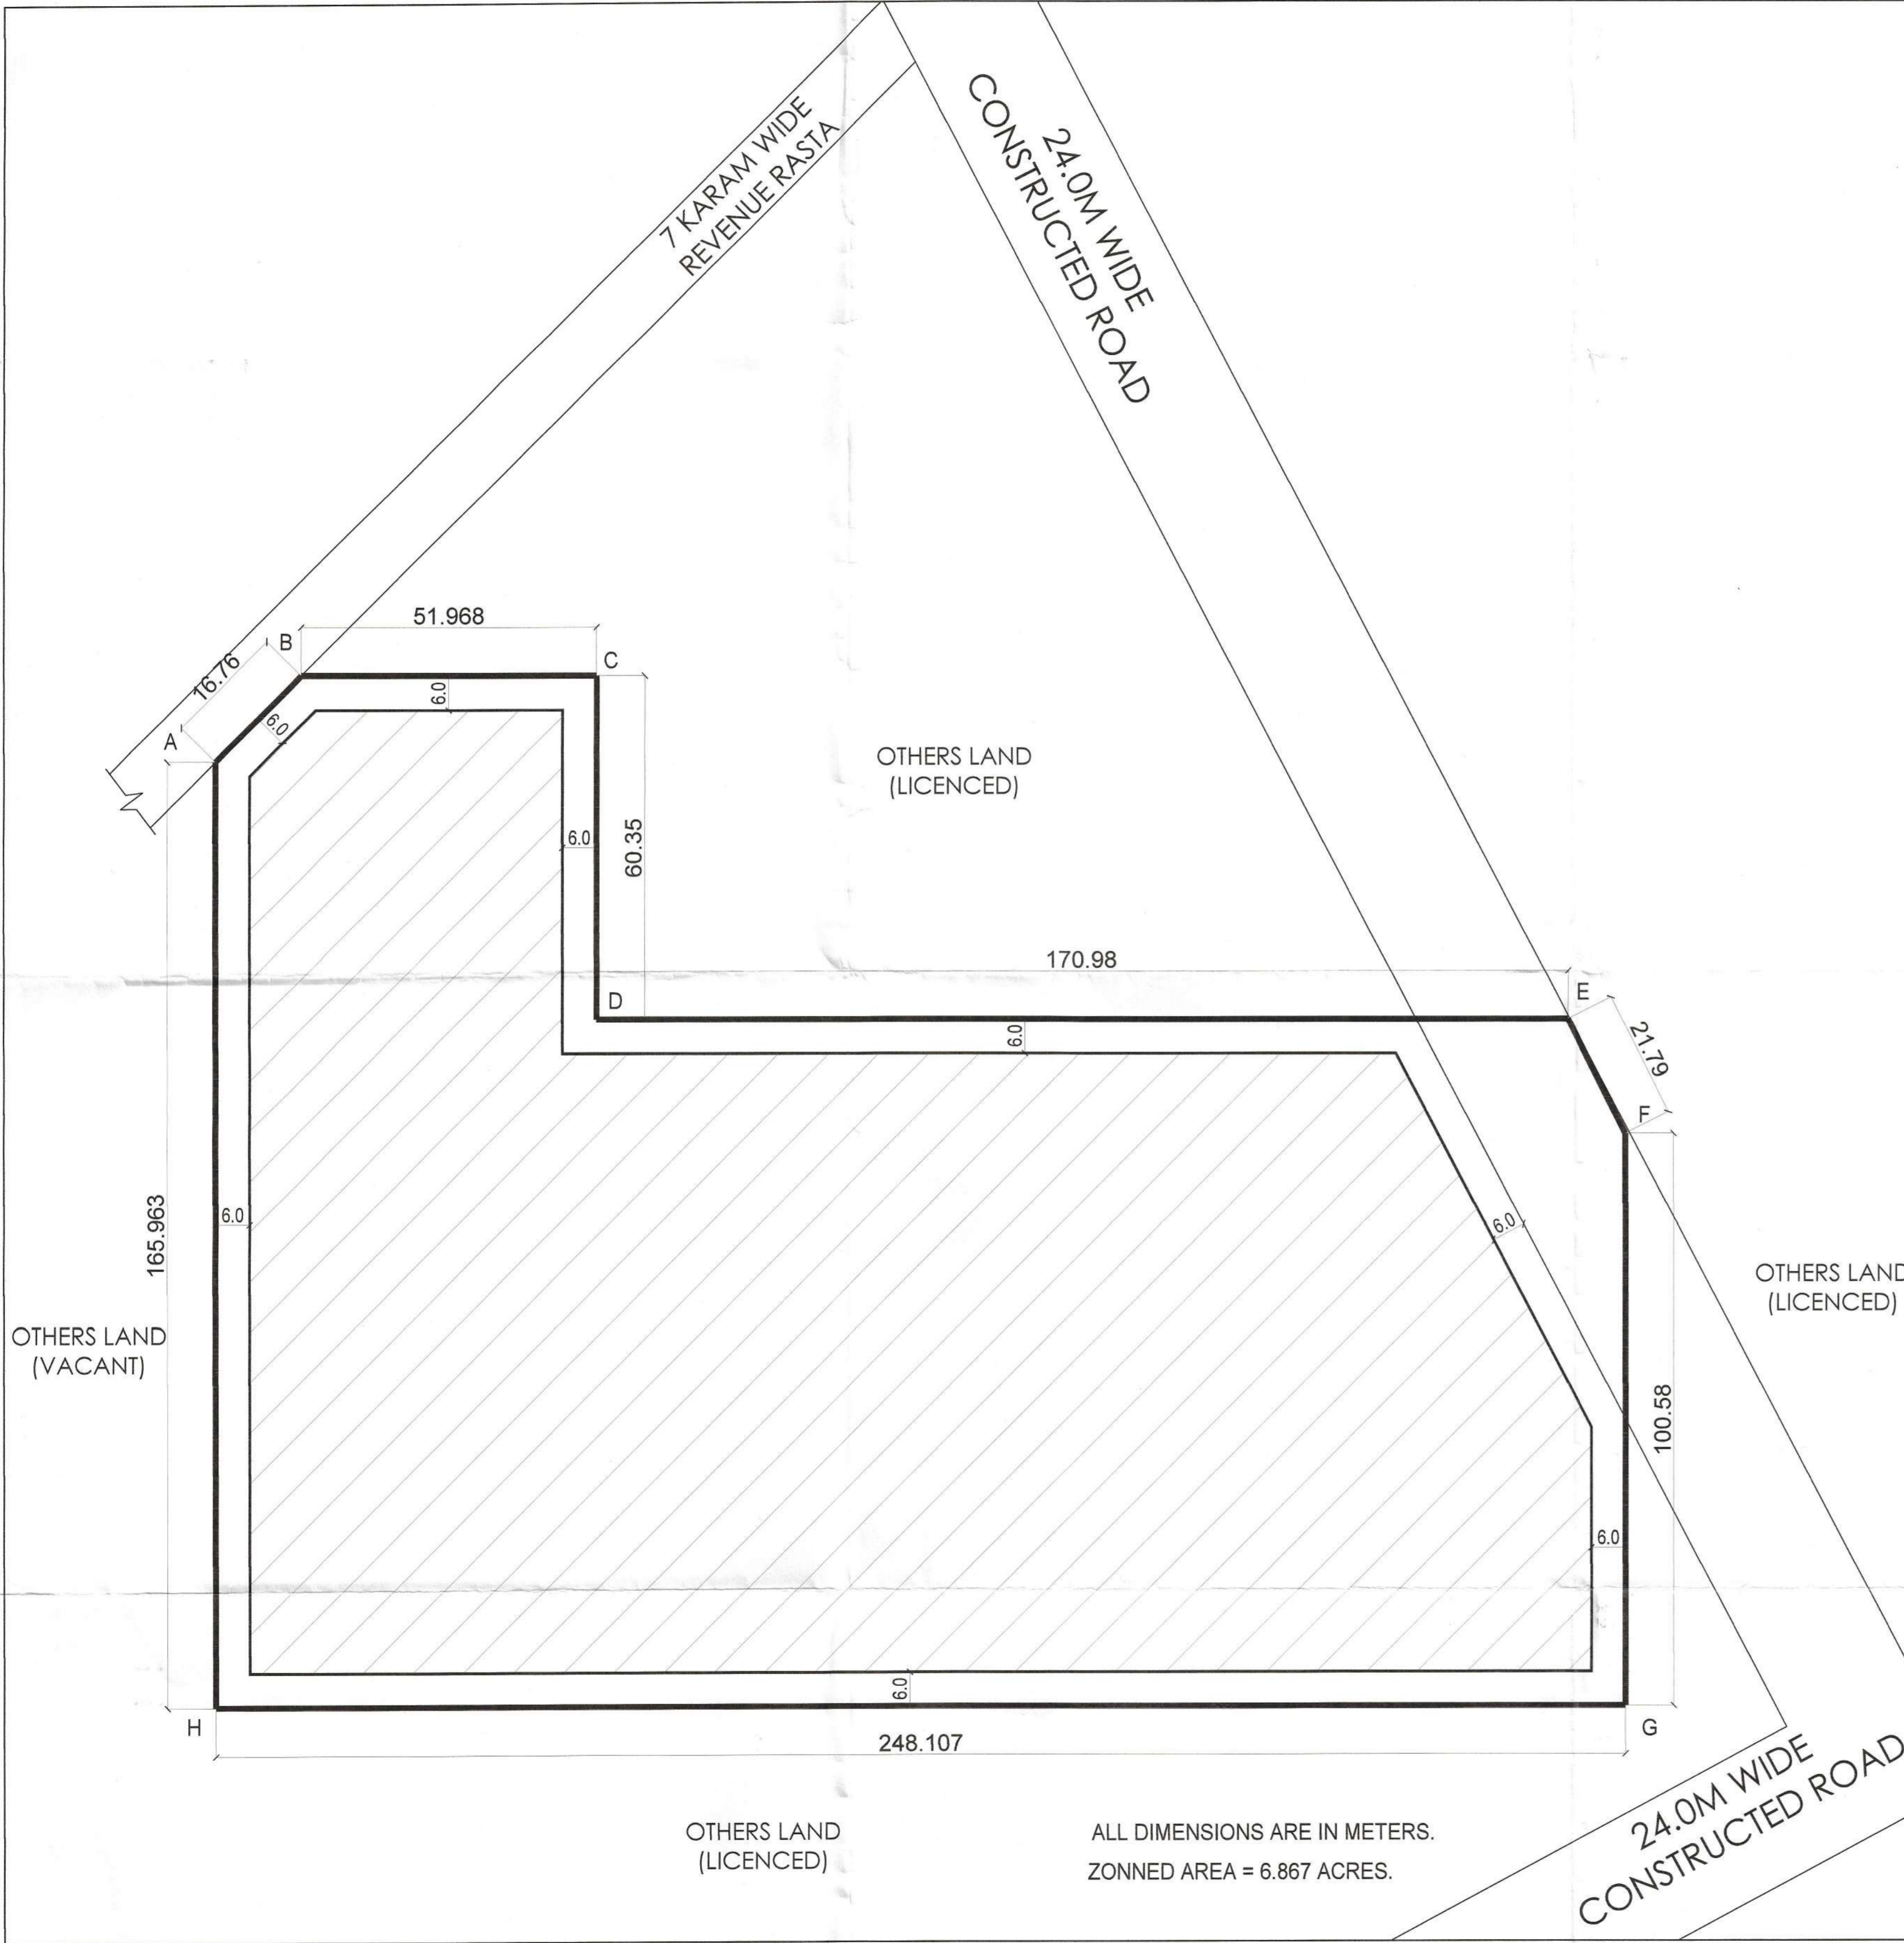 7 KARAM WIDE
REVENUE RASTA
24.0M WIDE
CONSTRUCTED ROAD
51.968
B
C
16.76
A
6.0
6.0
6.0
60.35
OTHERS LAND
(LICENCED)
170.98
D
E
6.0
21.79
F
165.963
6.0
6.0
OTHERS LAND
(LICENCED)
OTHERS LAND
(VACANT)
100.58
6.0
6.0
H
G
248.107
24.0M WIDE
CONSTRUCTED ROAD
OTHERS LAND
(LICENCED)
ALL DIMENSIONS ARE IN METERS.
ZONNED AREA = 6.867 ACRES.